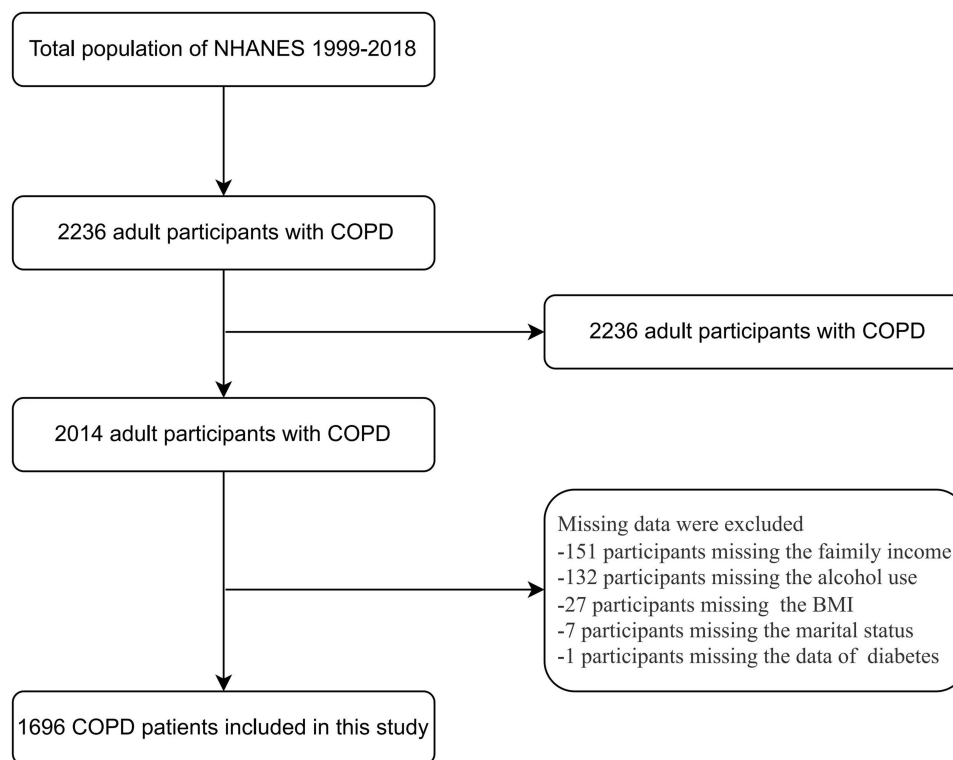 Total population of NHANES 1999-2018
2236 adult participants with COPD
2236 adult participants with COPD
2014 adult participants with COPD
Missing data were excluded
-151 participants missing the faimily income
-132 participants missing the alcohol use
-27 participants missing the BMI
-7 participants missing the marital status
-1 participants missing the data of diabetes
1696 COPD patients included in this study